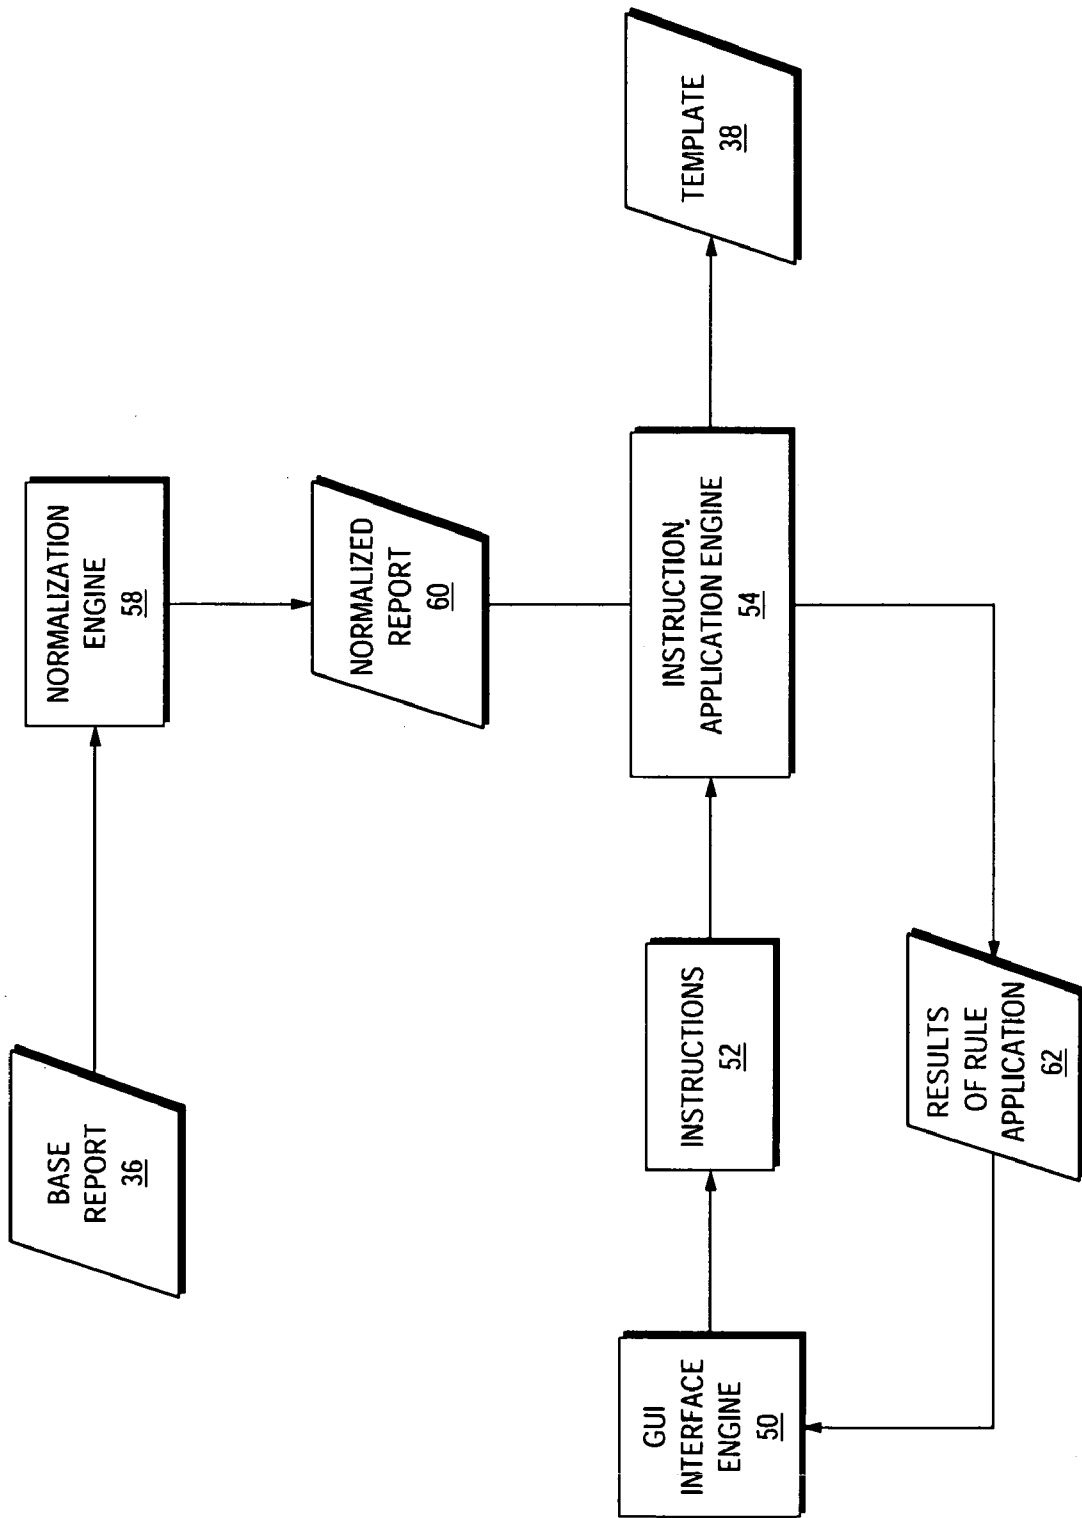 BASE
REPORT
36
NORMALIZATION
ENGINE
58
NORMALIZED
REPORT
60
GUI
INTERFACE
ENGINE
50
INSTRUCTIONS
52
INSTRUCTION
APPLICATION ENGINE
54
TEMPLATE
38
RESULTS
OF RULE
APPLICATION
62